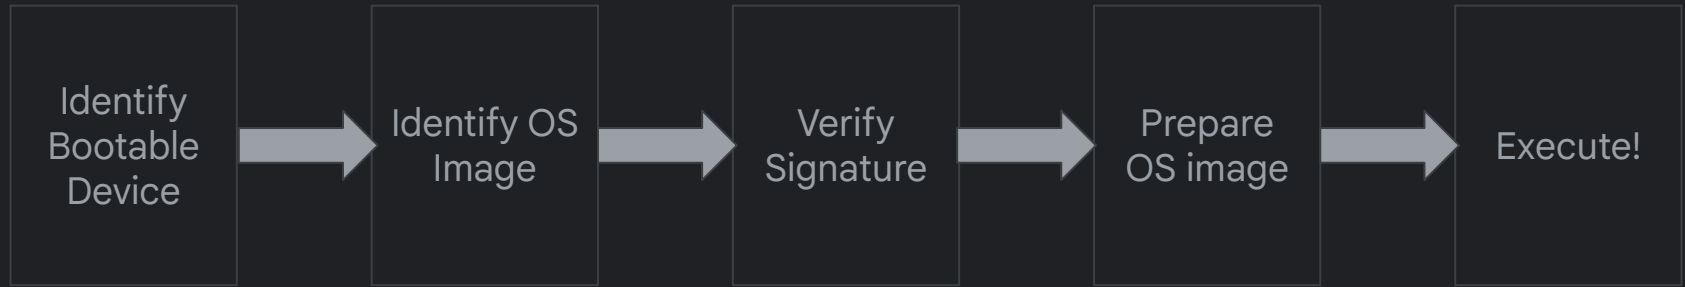 Identify
Bootable
Device
Identify OS
Image
Verify
Signature
Prepare
OS image
Execute!